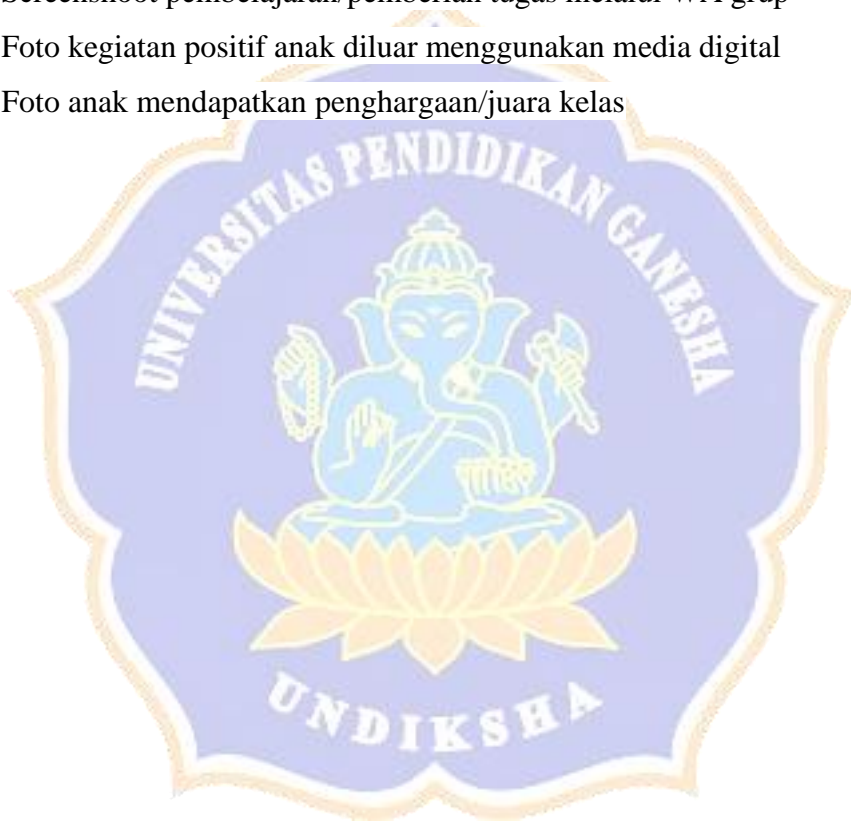 Screenshoot pembelajaran/pemberian tugas melalui WA grup
Foto kegiatan positif anak diluar menggunakan media digital
Foto anak mendapatkan penghargaan/juara kelas
UNIVERSITAS PENDIDIKAN GANESHA
UNDIKSHA